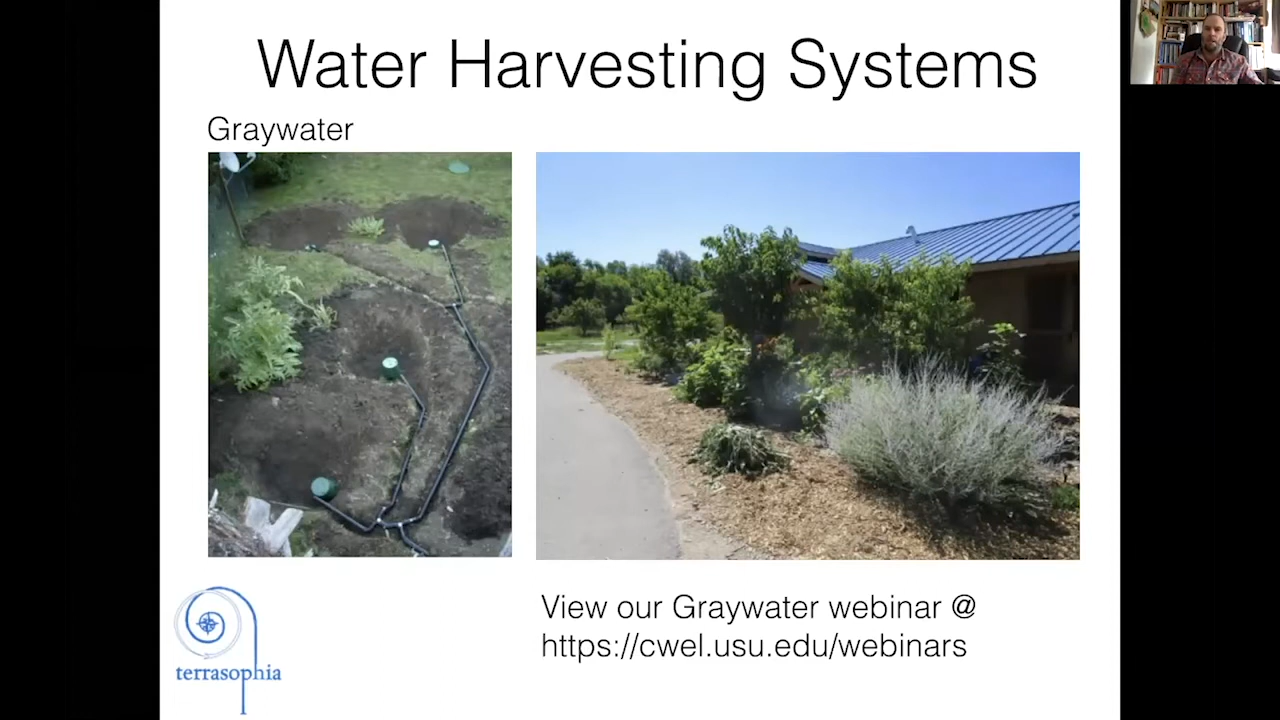 Water Harvesting Systems
Graywater
View our Graywater webinar @
https://cwel.usu.edu/webinars
terrasophia